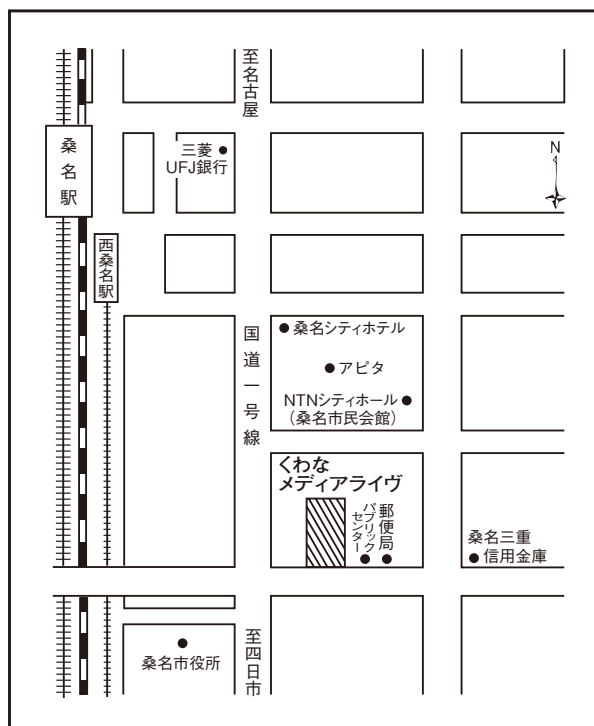 至名古屋
桑名駅
三菱
UFJ銀行
N
西桑名駅
国道一号線
桑名シティホテル
アピタ
NTNシティホール
（桑名市民会館）
くわな
メディアライヴ
郵便局
パブリック
センター
桑名三重
信用金庫
至四日市
桑名市役所